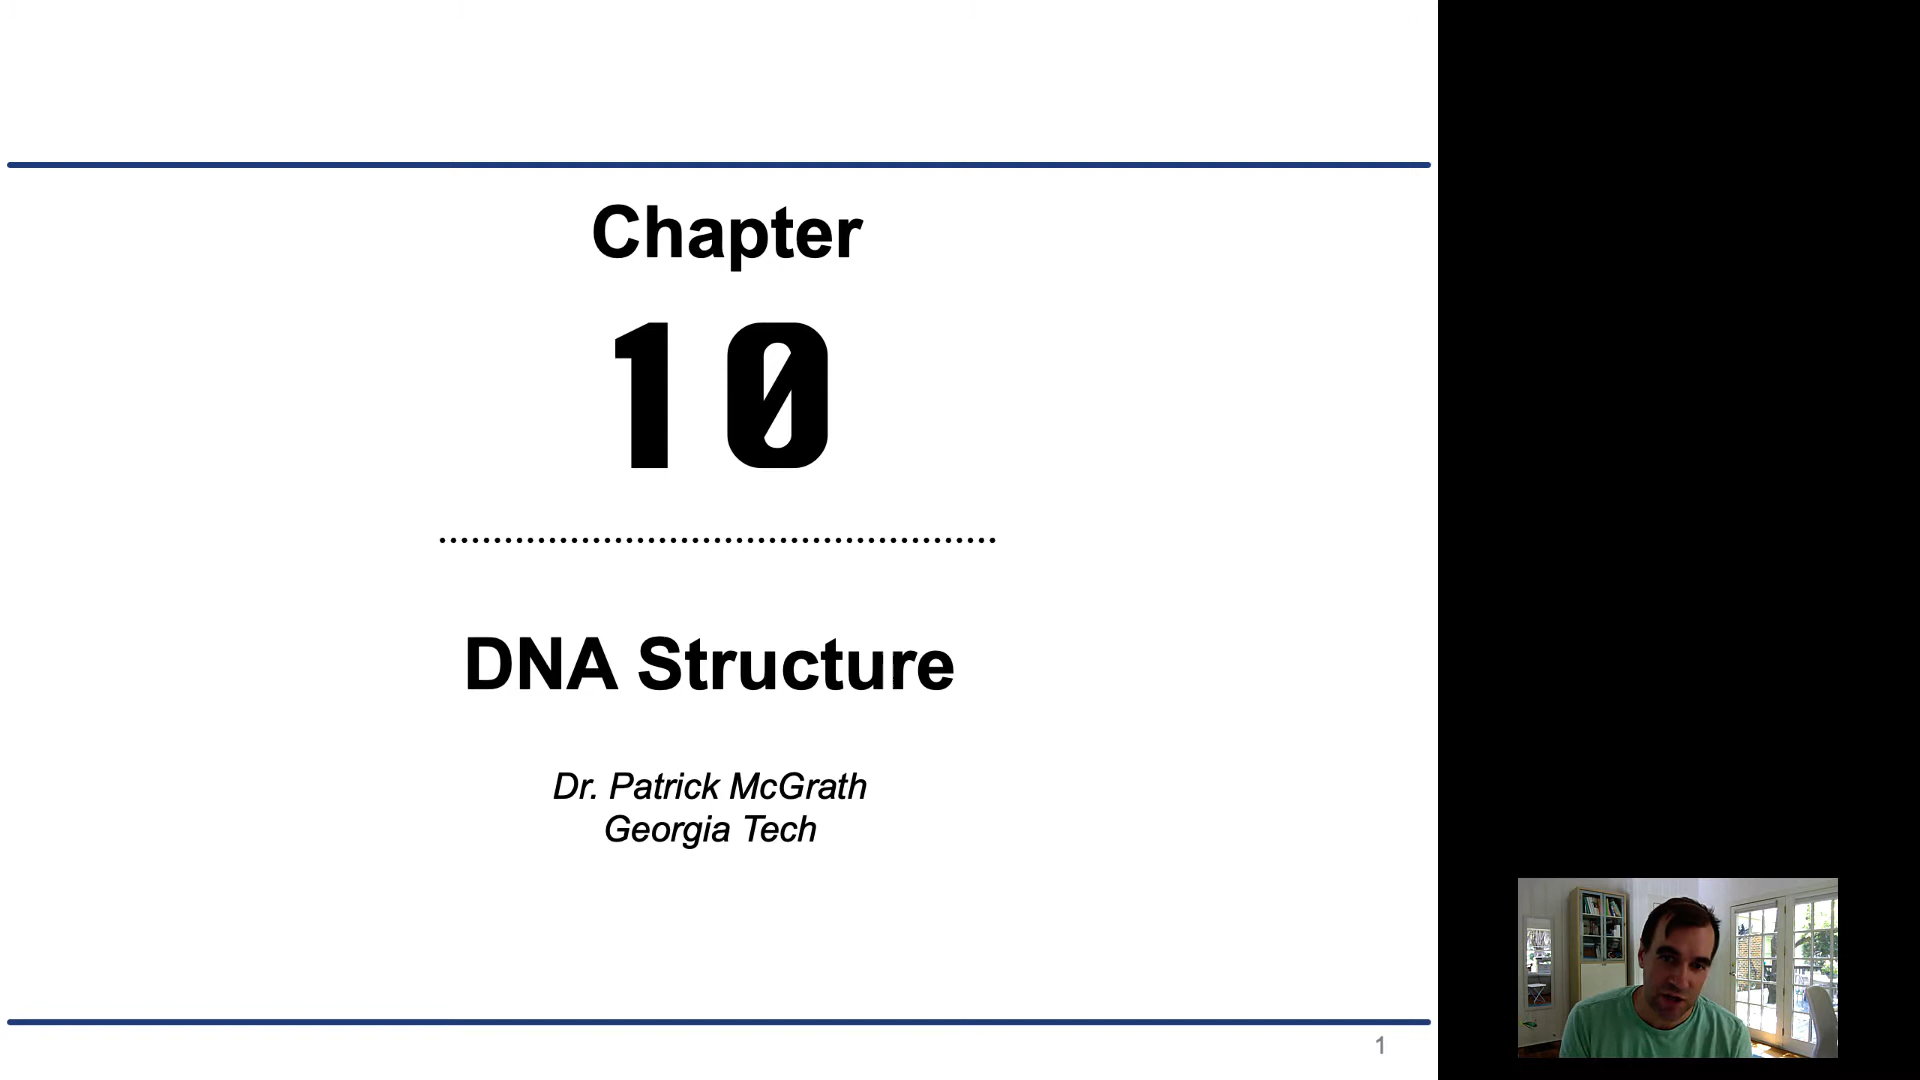 Chapter
10
DNA Structure
Dr. Patrick McGrath
Georgia Tech
1